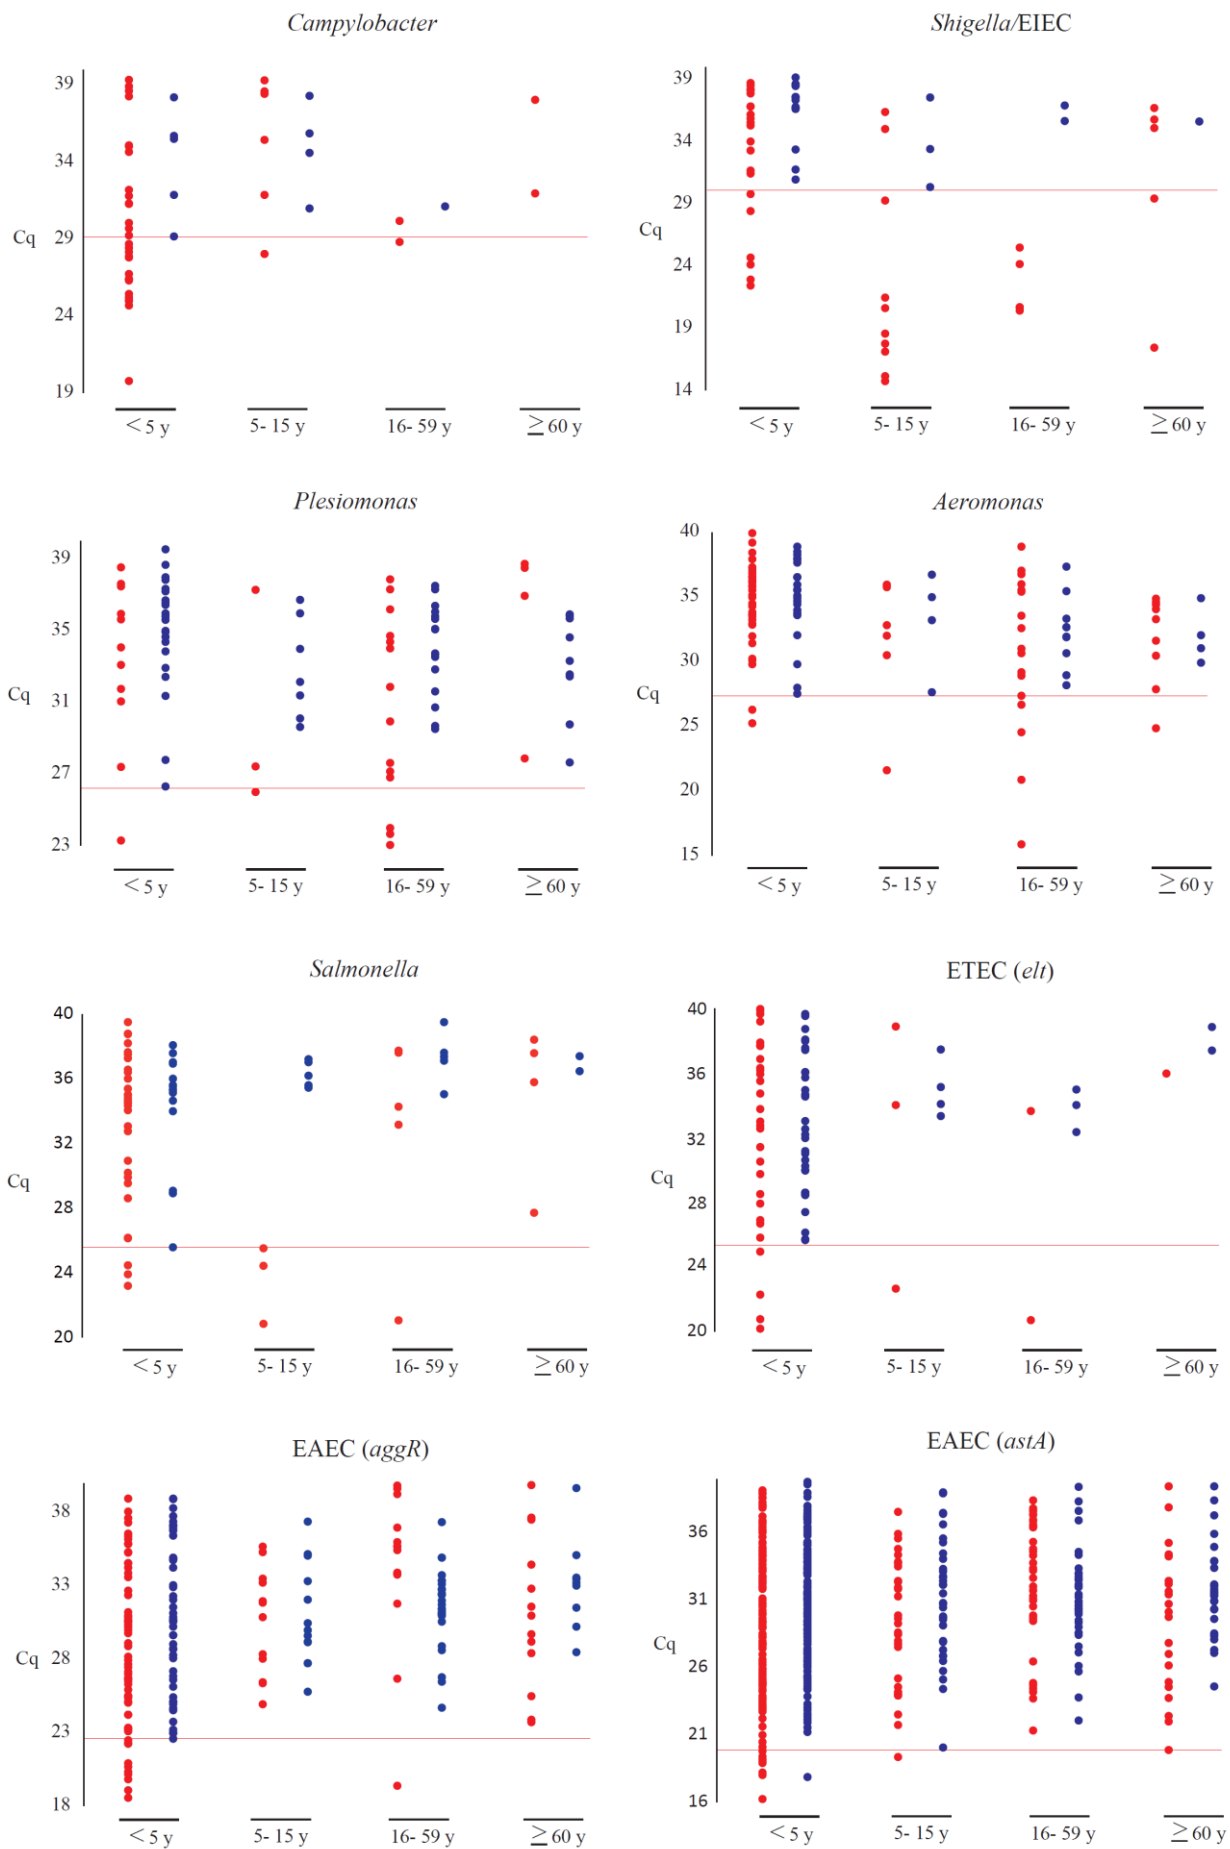 Campylobacter
39
34
Cq
29
24
19
< 5 y
5- 15 y
16- 59 y
≥ 60 y
Shigella/EIEC
39
34
29
Cq
24
19
14
< 5 y
5- 15 y
16- 59 y
≥ 60 y
Plesiomonas
39
35
31
Cq
27
23
< 5 y
5- 15 y
16- 59 y
≥ 60 y
Aeromonas
40
35
30
Cq
25
20
15
< 5 y
5- 15 y
16- 59 y
≥ 60 y
Salmonella
40
36
32
Cq
28
24
20
< 5 y
5- 15 y
16- 59 y
≥ 60 y
ETEC (elt)
40
36
32
Cq
28
24
20
< 5 y
5- 15 y
16- 59 y
≥ 60 y
EAEC (aggR)
38
33
28
Cq
23
18
< 5 y
5- 15 y
16- 59 y
≥ 60 y
EAEC (astA)
36
31
Cq
26
21
16
< 5 y
5- 15 y
16- 59 y
≥ 60 y